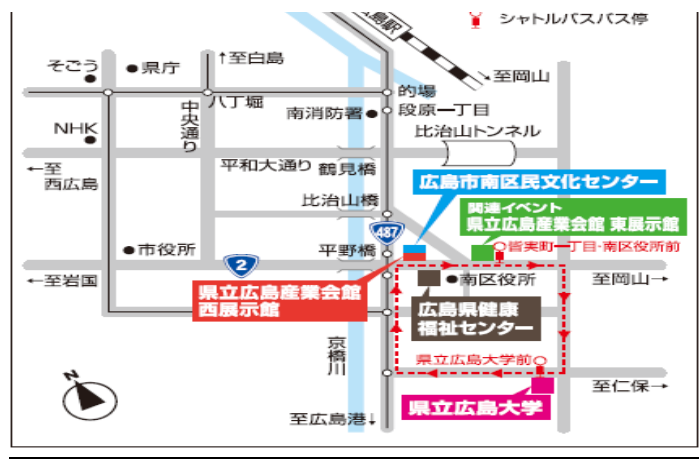 シャトルバスバス停
広島駅
至岡山→
そごう
県庁
↑至白島
的場
八丁堀
中央通り
南消防署
段原一丁目
NHK
比治山トンネル
平和大通り
鶴見橋
←至
西広島
広島市南区民文化センター
比治山橋
関連イベント
県立広島産業会館 東展示館
487
皆実町一丁目・南区役所前
市役所
平野橋
2
←至岩国
南区役所
至岡山→
県立広島産業会館
西展示館
広島県健康
福祉センター
京橋川
県立広島大学前
N
至仁保→
県立広島大学
至広島港↓